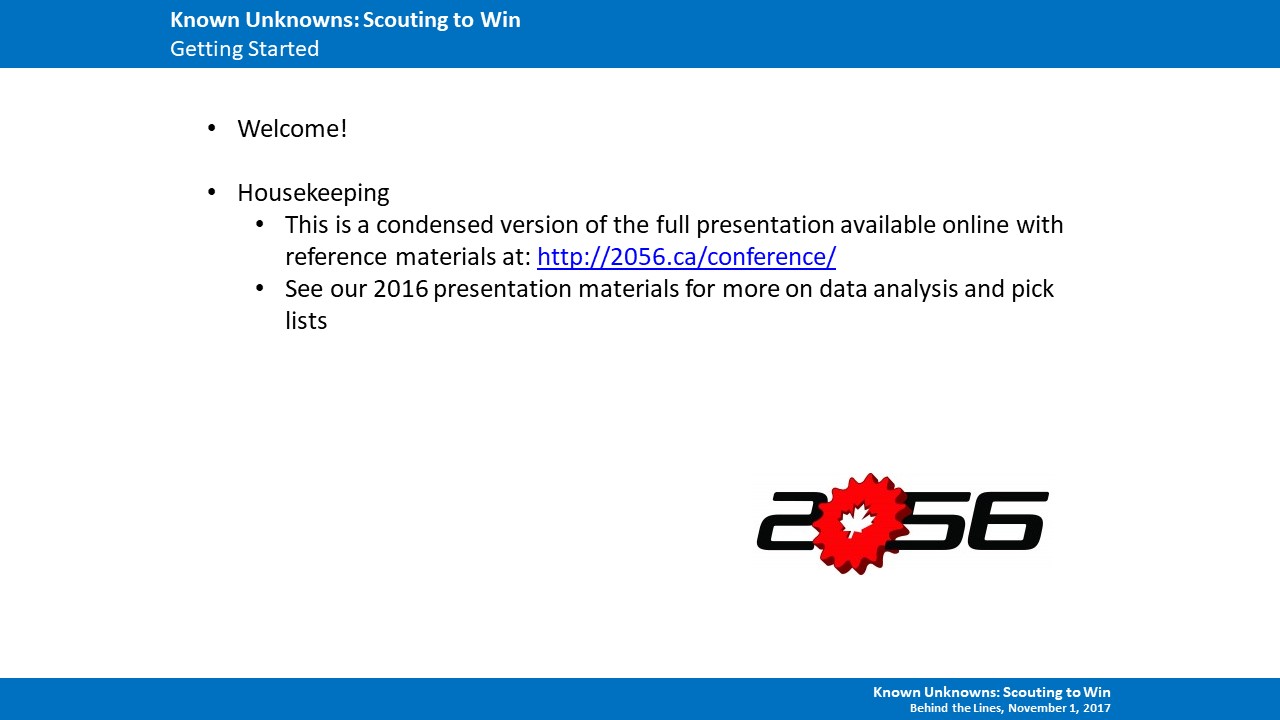 Known Unknowns: Scouting to Win
Getting Started
• Welcome!
• Housekeeping
• This is a condensed version of the full presentation available online with
reference materials at: http://2056.ca/conference/
• See our 2016 presentation materials for more on data analysis and pick
lists
2056
Known Unknowns: Scouting to Win
Behind the Lines, November 1, 2017